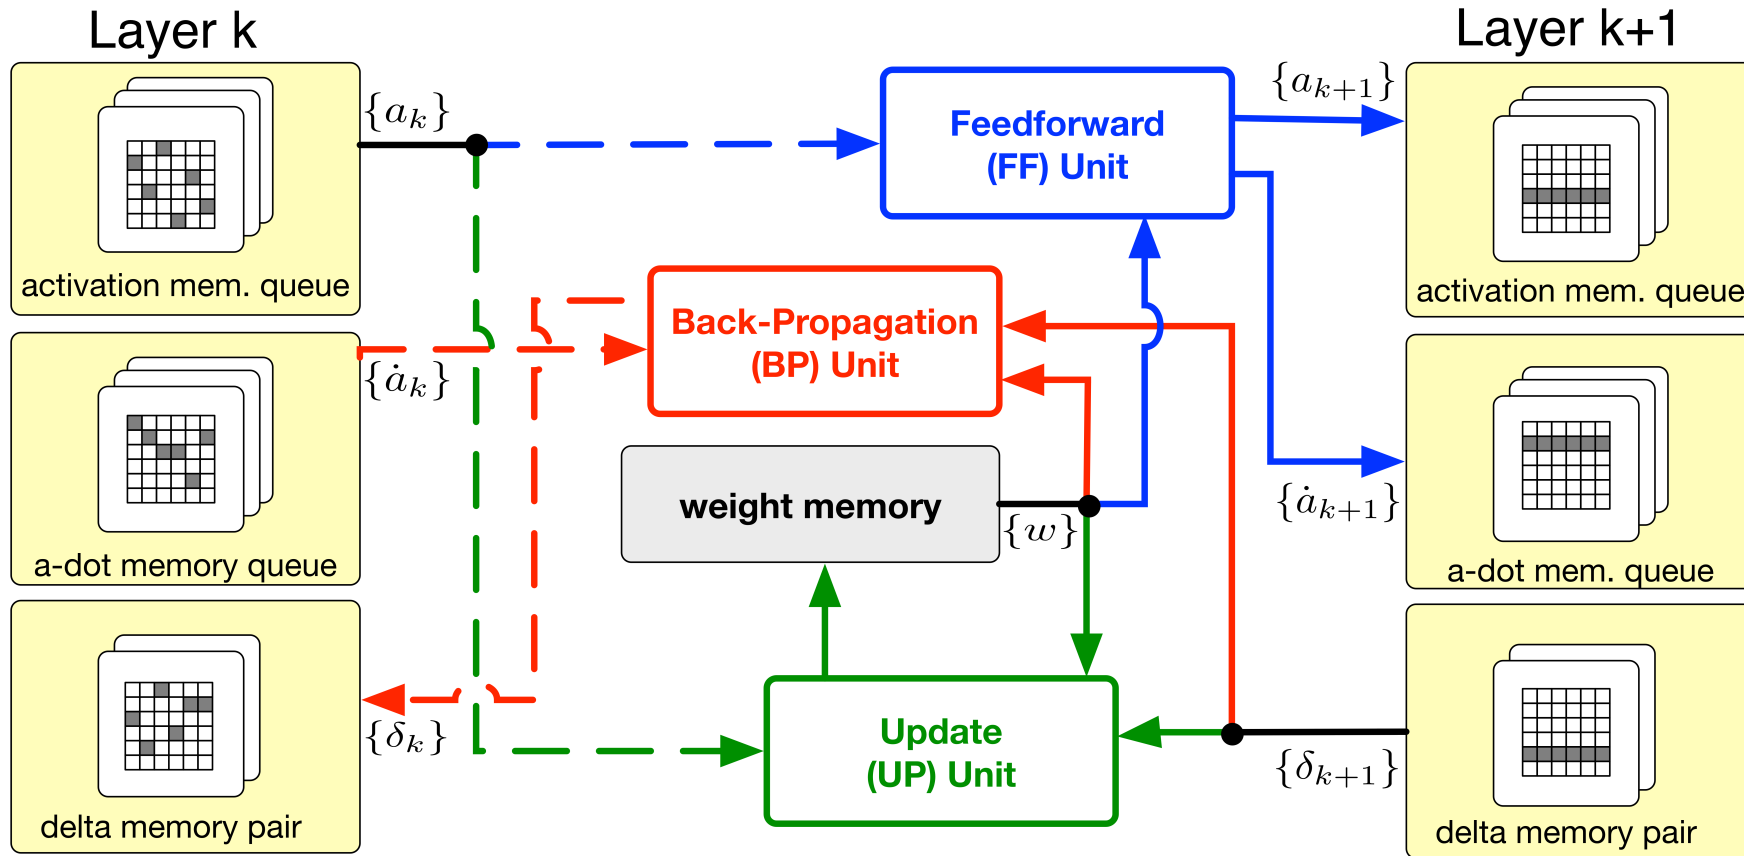 Layer k
Layer k+1
{a_k}
{a_{k+1}}
Feedforward
(FF) Unit
activation mem. queue
activation mem. queue
Back-Propagation
(BP) Unit
{ȧ_k}
weight memory
{w}
{ȧ_{k+1}}
a-dot memory queue
a-dot mem. queue
{δ_k}
Update
(UP) Unit
{δ_{k+1}}
delta memory pair
delta memory pair